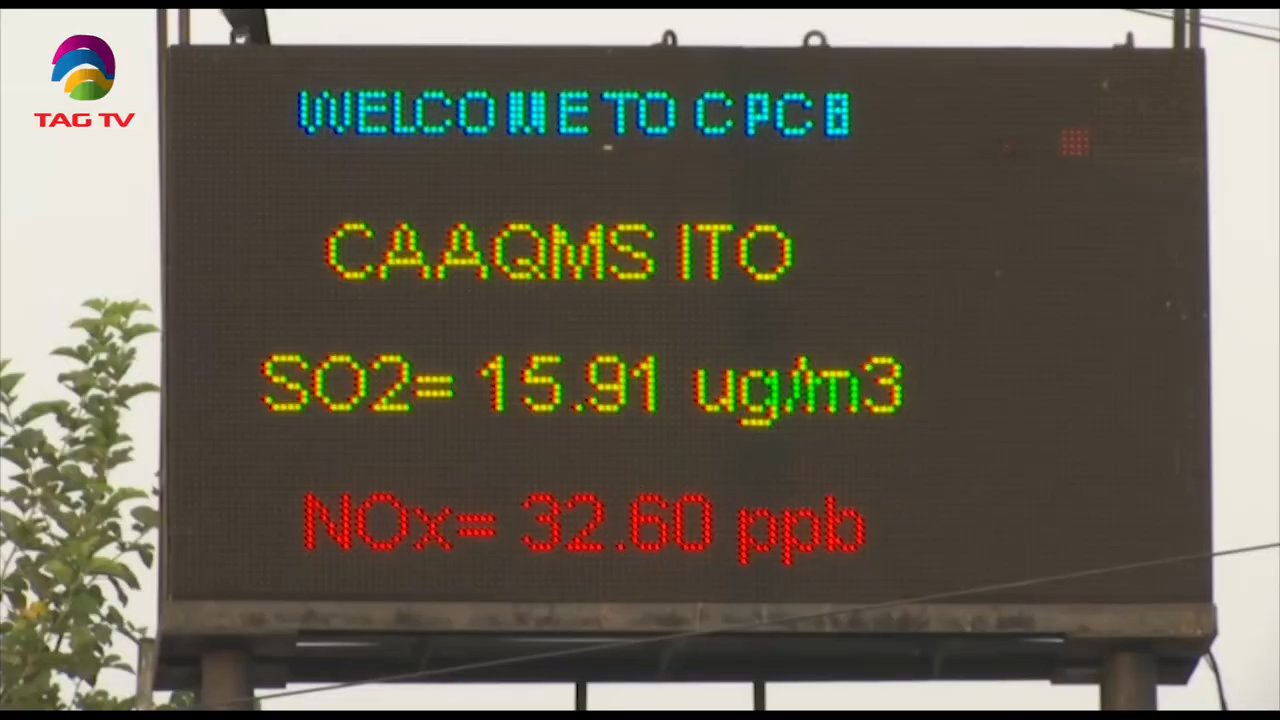 TAG TV
WELCOME TO CPCB
CAAQMS ITO
SO2= 15.91 ug/m3
NOx= 32.60 ppb